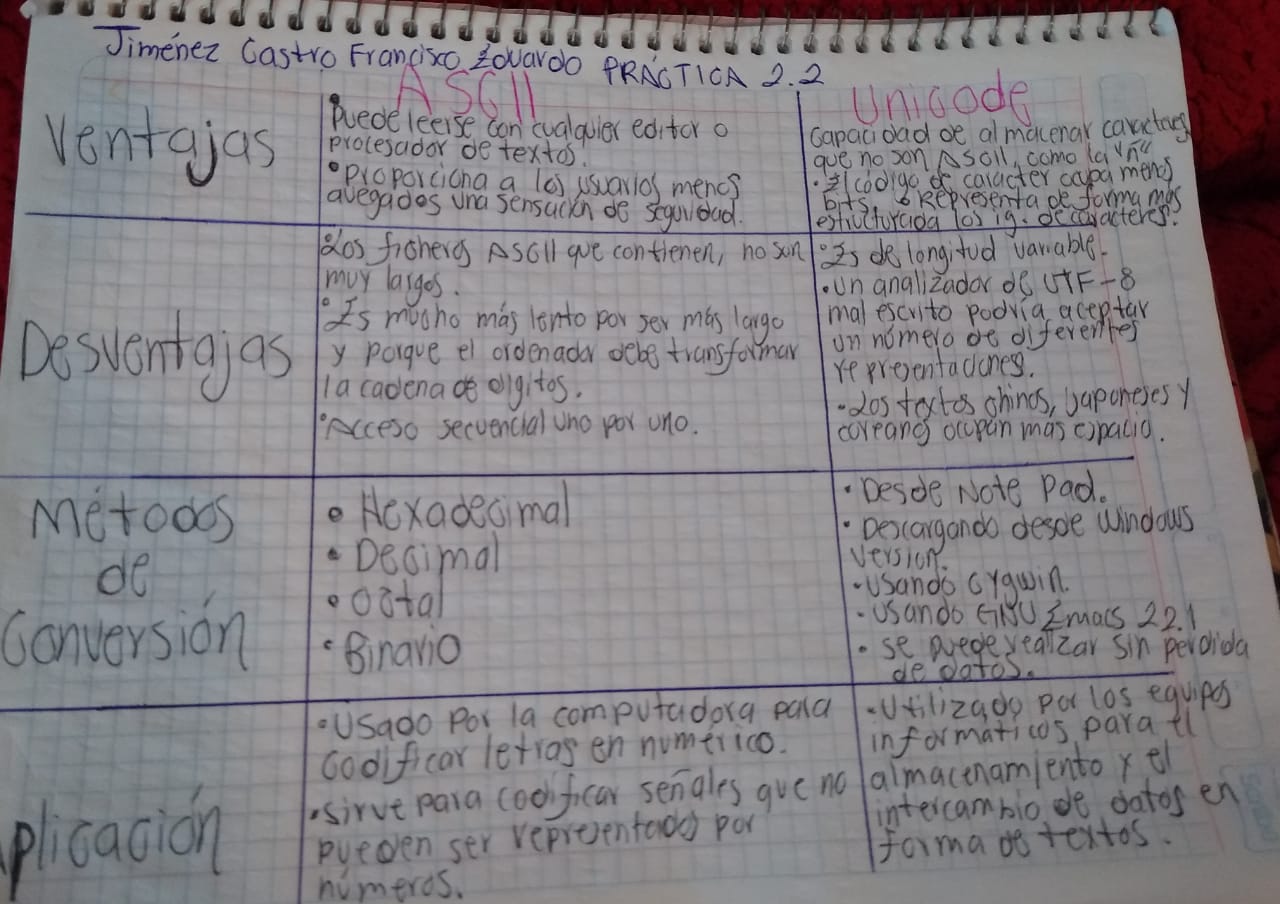 Jiménez Castro Francisco Eduardo PRÁCTICA 2.2
ASCII
Unicode
Ventajas
Puede leerse con cualquier editor o
procesador de textos.
• Proporciona a los usuarios menos
avegados una sensación de seguridad.
Capacidad de almacenar caracteres
que no son ASCII, como la "ñ"
• El código de caracter ocupa menos
bits, Representa de forma más
estructurada los ig. de caracteres.
Desventajas
• Los ficheros ASCII que contienen, no son
muy largos.
• Es mucho más lento por ser más largo
y porque el ordenador debe transformar
la cadena de digitos.
• Acceso secuencial uno por uno.
• Es de longitud variable.
• Un analizador de UTF-8
mal escrito podría aceptar
un número de diferentes
representaciones.
• Los textos chinos, japoneses y
coreanos ocupan más espacio.
Métodos
de
Conversión
• Hexadecimal
• Decimal
• Octal
• Binario
• Desde Note Pad.
• Descargando desde Windows
version.
• Usando Cygwin.
• Usando GNU Emacs 22.1
• se puede realizar sin perdida
de datos.
Aplicación
• Usado por la computadora para
codificar letras en numérico.
• Sirve para codificar señales que no
pueden ser representados por
números.
• Utilizado por los equipos
informáticos para el
almacenamiento y el
intercambio de datos en
forma de textos.